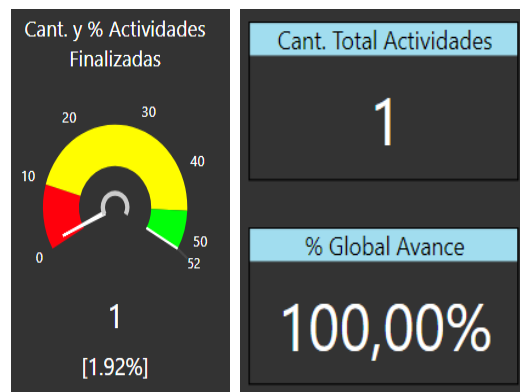 Cant. y % Actividades
Finalizadas
0
10
20
30
40
50
52
1
[1.92%]
Cant. Total Actividades
1
% Global Avance
100,00%